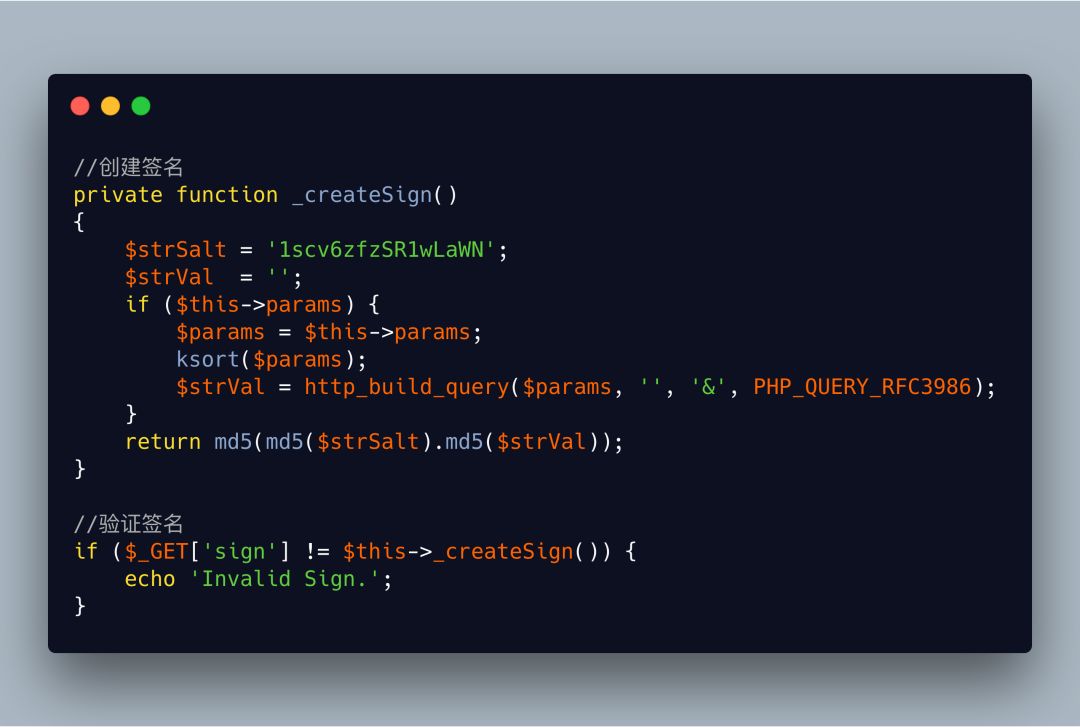 //创建签名
private function _createSign()
{
    $strSalt = '1scv6zfzSR1wLaWN';
    $strVal  = '';
    if ($this->params) {
        $params = $this->params;
        ksort($params);
        $strVal = http_build_query($params, '', '&', PHP_QUERY_RFC3986);
    }
    return md5(md5($strSalt).md5($strVal));
}

//验证签名
if ($_GET['sign'] != $this->_createSign()) {
    echo 'Invalid Sign.';
}